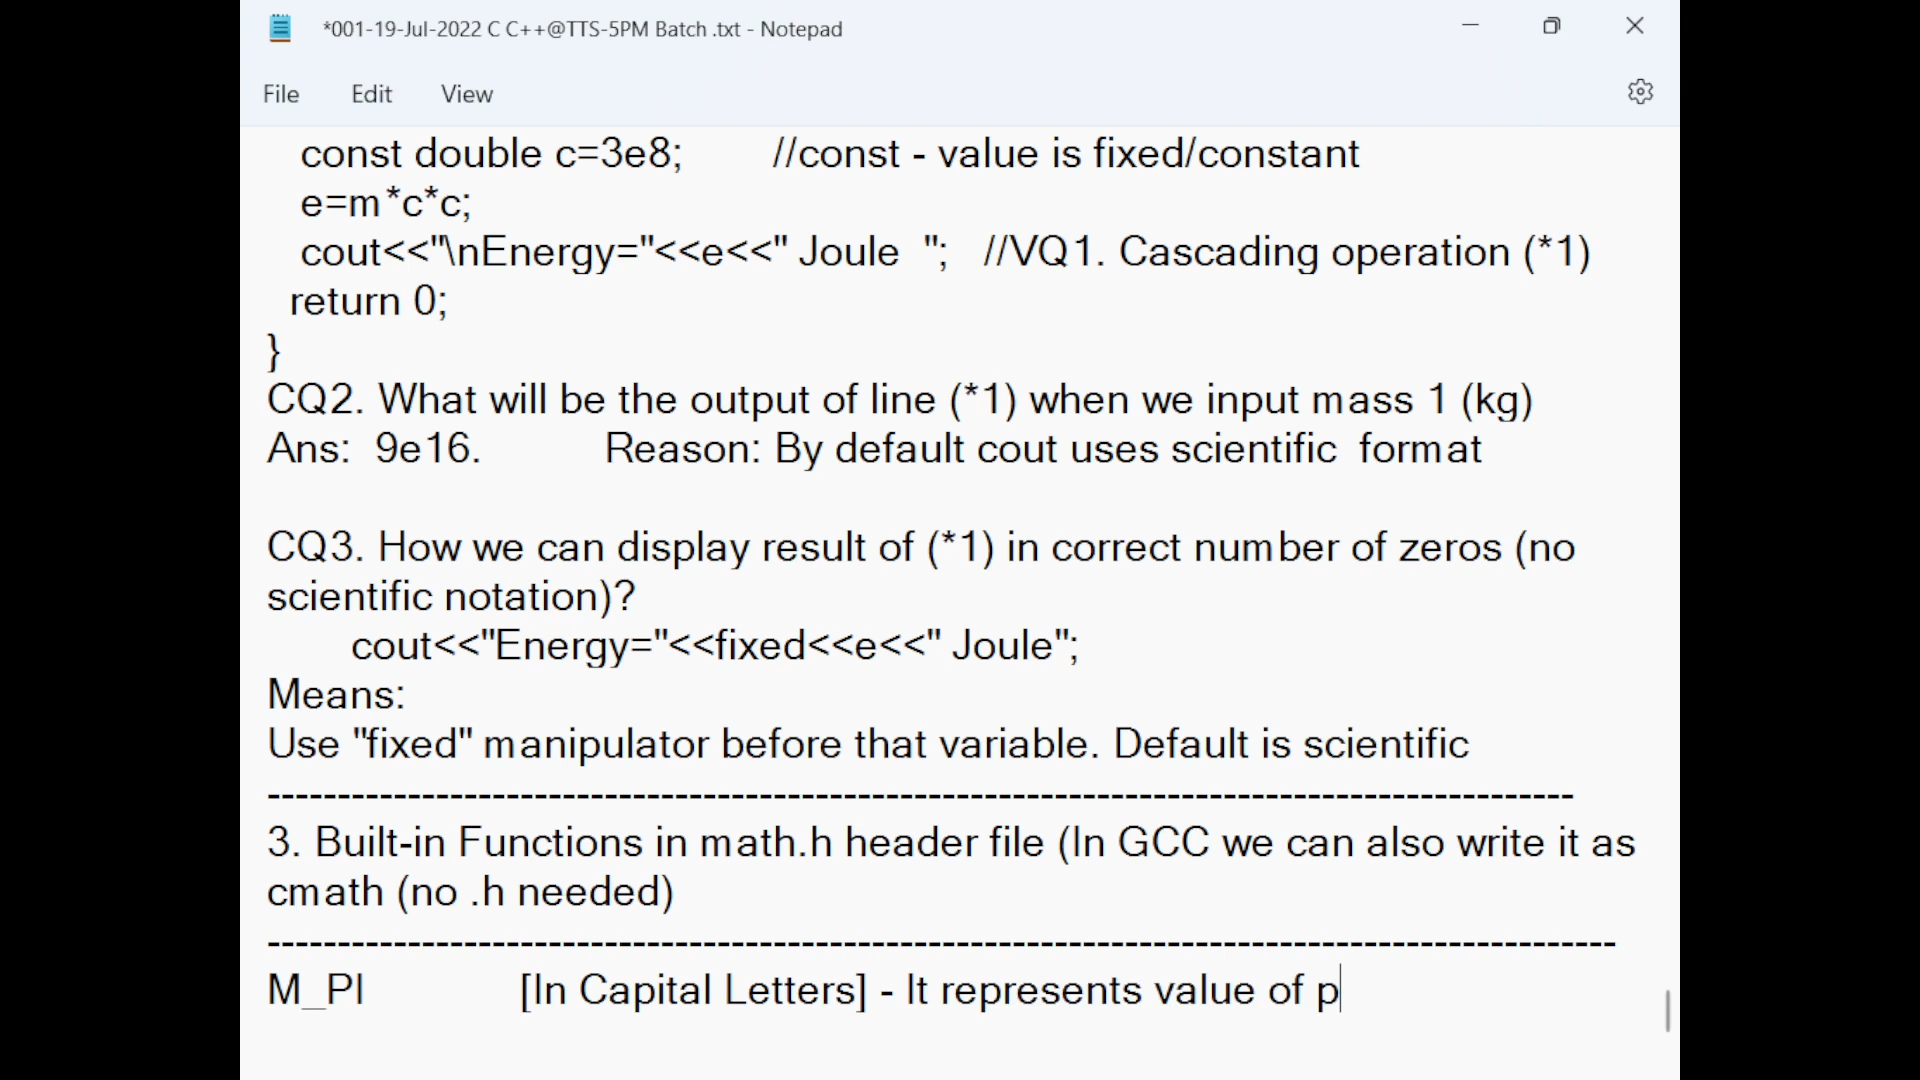 *001-19-Jul-2022 C C++@TTS-5PM Batch .txt - Notepad
File Edit View
const double c=3e8; //const - value is fixed/constant
e=m*c*c;
cout<<"\nEnergy="<<e<<" Joule "; //VQ1. Cascading operation (*1)
return 0;
}
CQ2. What will be the output of line (*1) when we input mass 1 (kg)
Ans: 9e16. Reason: By default cout uses scientific format
CQ3. How we can display result of (*1) in correct number of zeros (no
scientific notation)?
cout<<"Energy="<<fixed<<e<<" Joule";
Means:
Use "fixed" manipulator before that variable. Default is scientific
---------------------------------------------------------------------------------------------
3. Built-in Functions in math.h header file (In GCC we can also write it as
cmath (no .h needed)
------------------------------------------------------------------------------------------------
M_PI [In Capital Letters] - It represents value of p